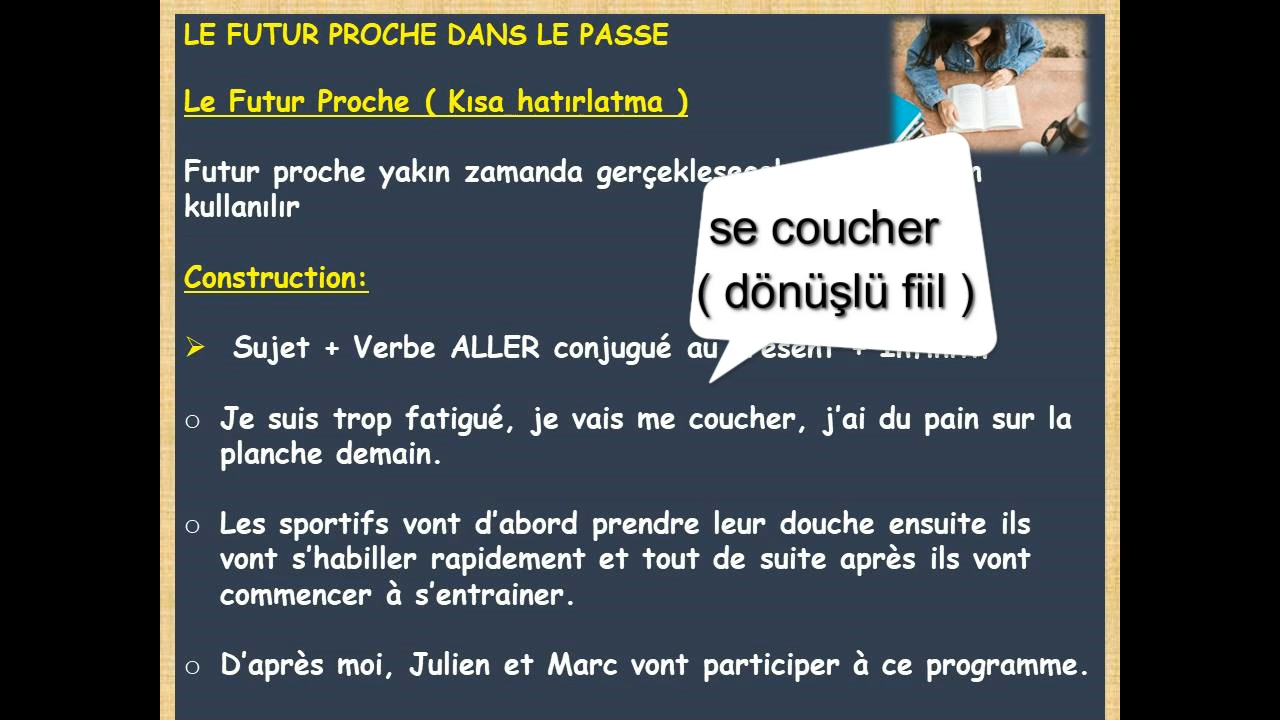 LE FUTUR PROCHE DANS LE PASSE
Le Futur Proche ( Kısa hatırlatma )
Futur proche yakın zamanda
kullanılır
se coucher
( dönüşlü fiil )
Construction:
Sujet + Verbe ALLER conjugué au +
o Je suis trop fatigué, je vais me coucher, j’ai du pain sur la
planche demain.
o Les sportifs vont d’abord prendre leur douche ensuite ils
vont s’habiller rapidement et tout de suite après ils vont
commencer à s’entrainer.
o D’après moi, Julien et Marc vont participer à ce programme.